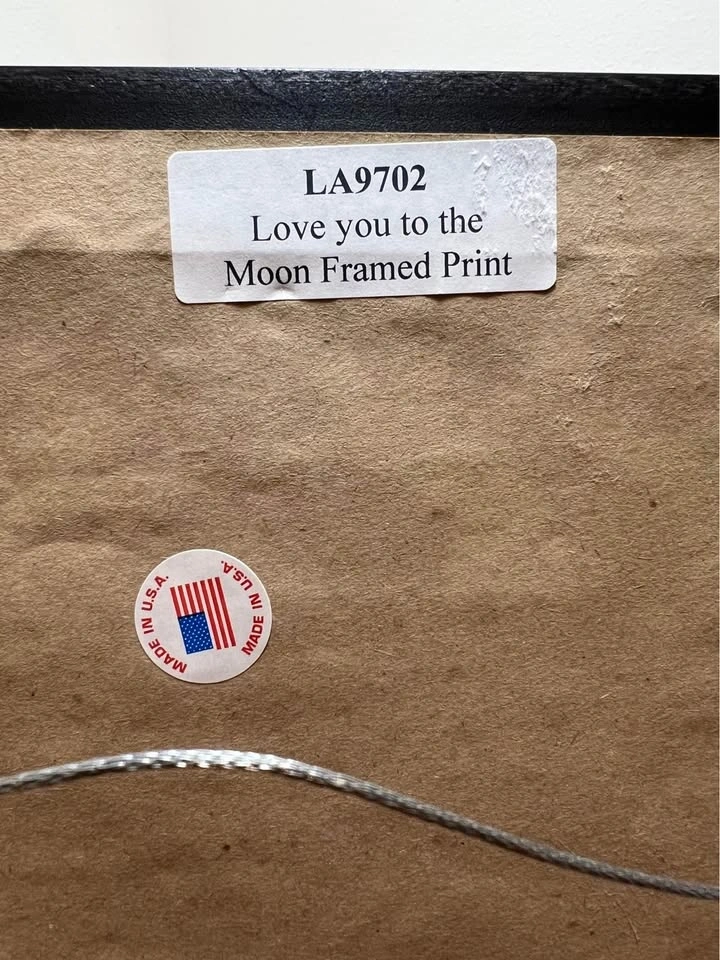 LA9702
Love you to the
Moon Framed Print
MADE IN U.S.A.
MADE IN U.S.A.